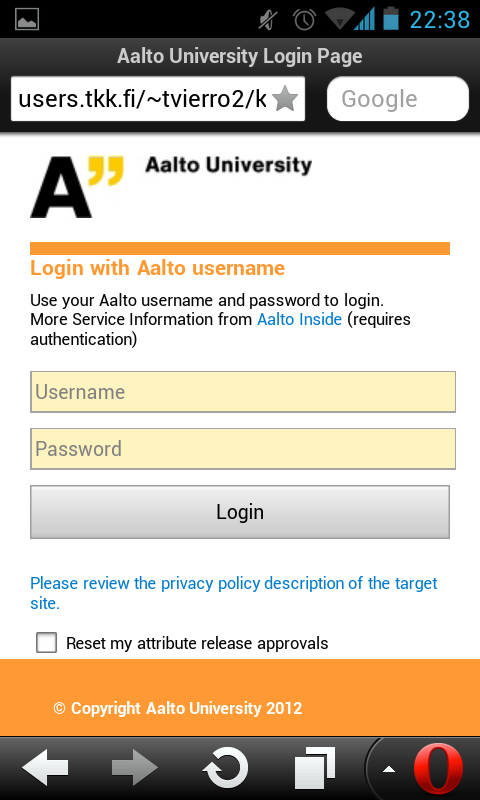 22:38
Aalto University Login Page
users.tkk.fi/~tvierro2/k
Google
A”
Aalto University
Login with Aalto username
Use your Aalto username and password to login.
More Service Information from Aalto Inside (requires
authentication)
Username
Password
Login
Please review the privacy policy description of the target
site.
Reset my attribute release approvals
© Copyright Aalto University 2012